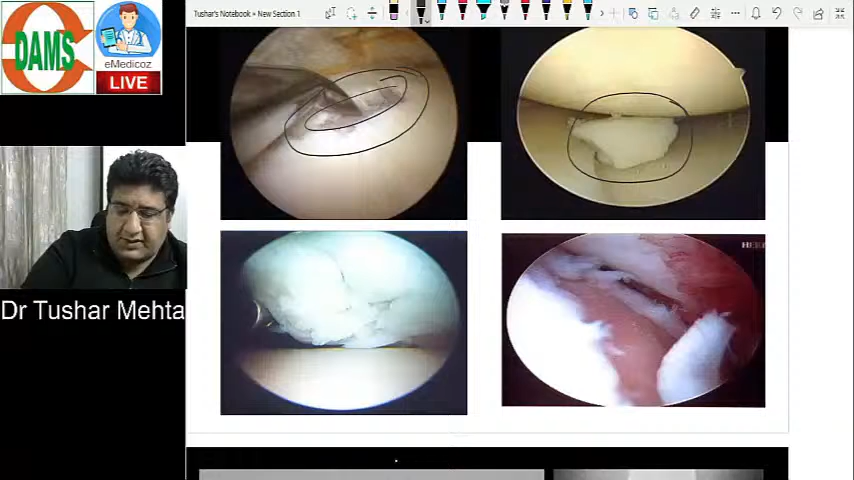 DAMS
eMedicoz
LIVE
Tushar's Notebook > New Section 1
Dr Tushar Mehta